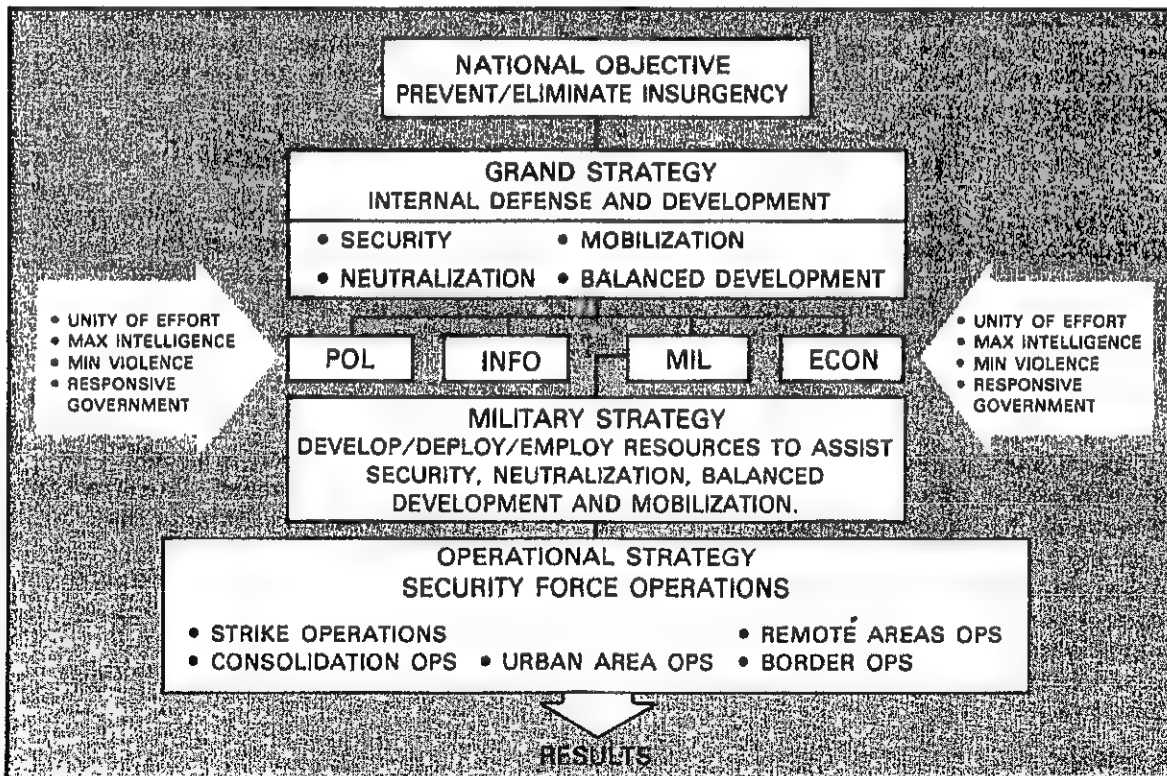 NATIONAL OBJECTIVE
PREVENT/ELIMINATE INSURGENCY
GRAND STRATEGY
INTERNAL DEFENSE AND DEVELOPMENT
• SECURITY • MOBILIZATION
• NEUTRALIZATION • BALANCED DEVELOPMENT
• UNITY OF EFFORT
• MAX INTELLIGENCE
• MIN VIOLENCE
• RESPONSIVE
GOVERNMENT
POL INFO MIL ECON
• UNITY OF EFFORT
• MAX INTELLIGENCE
• MIN VIOLENCE
• RESPONSIVE
GOVERNMENT
MILITARY STRATEGY
DEVELOP/DEPLOY/EMPLOY RESOURCES TO ASSIST
SECURITY, NEUTRALIZATION, BALANCED
DEVELOPMENT AND MOBILIZATION.
OPERATIONAL STRATEGY
SECURITY FORCE OPERATIONS
• STRIKE OPERATIONS • REMOTE AREAS OPS
• CONSOLIDATION OPS • URBAN AREA OPS • BORDER OPS
RESULTS